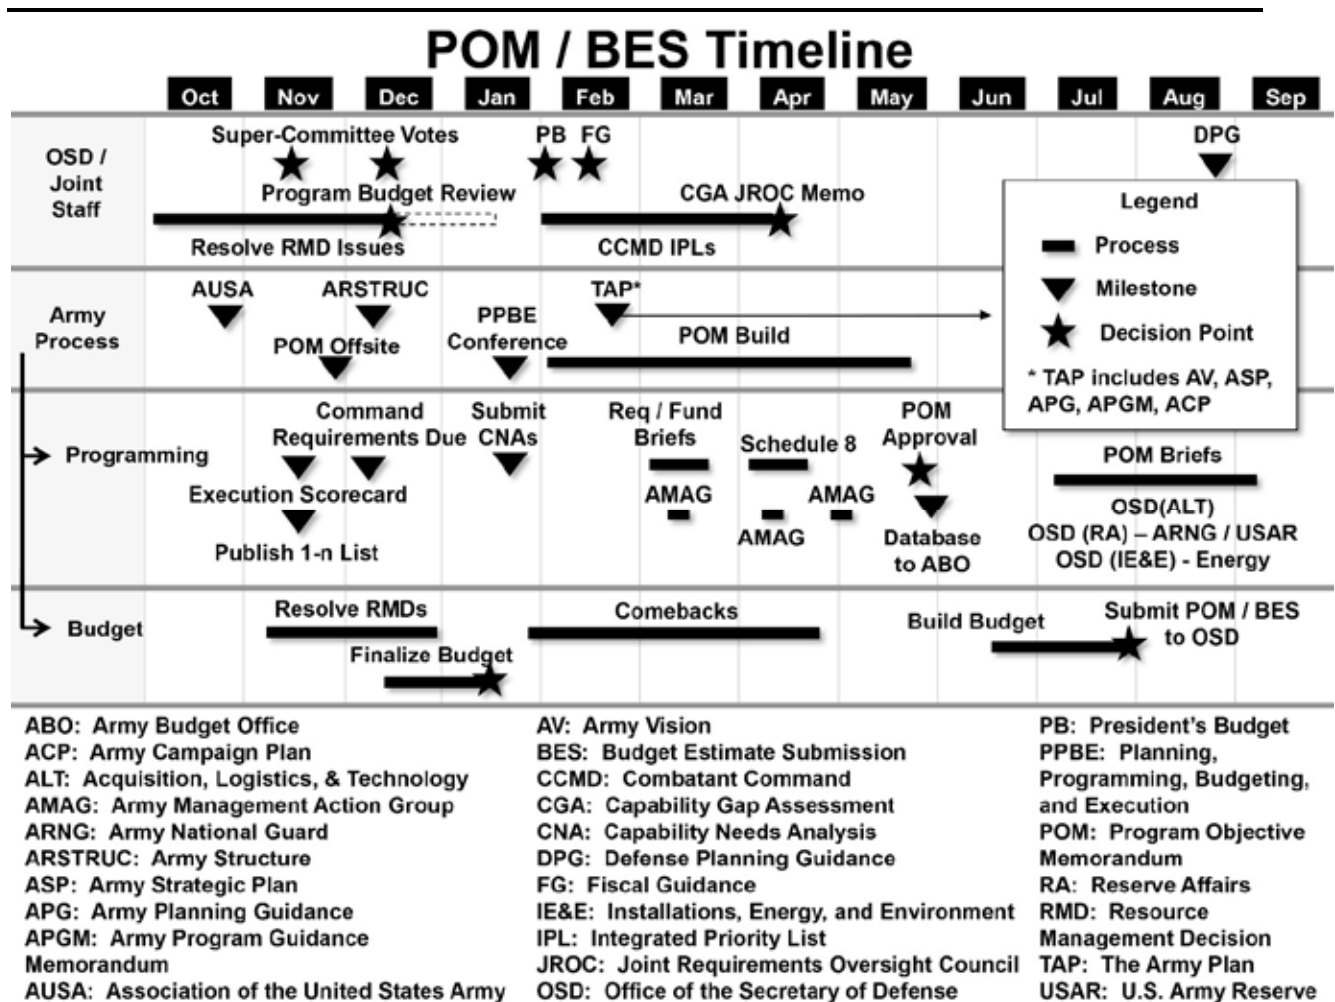 POM / BES Timeline
Oct Nov Dec Jan Feb Mar Apr May Jun Jul Aug Sep
OSD /
Joint
Staff
Super-Committee Votes
PB FG
DPG
Program Budget Review
CGA JROC Memo
Resolve RMD Issues
CCMD IPLs
Legend
Process
Milestone
Decision Point
* TAP includes AV, ASP,
APG, APGM, ACP
Army
Process
AUSA
ARSTRUC
POM Offsite
PPBE
Conference
TAP*
POM Build
Programming
Command
Requirements Due
Submit
CNAs
Execution Scorecard
Publish 1-n List
Req / Fund
Briefs
AMAG
Schedule 8
AMAG
AMAG
POM
Approval
Database
to ABO
POM Briefs
OSD(ALT)
OSD (RA) – ARNG / USAR
OSD (IE&E) - Energy
Budget
Resolve RMDs
Finalize Budget
Comebacks
Build Budget
Submit POM / BES
to OSD
ABO: Army Budget Office
ACP: Army Campaign Plan
ALT: Acquisition, Logistics, & Technology
AMAG: Army Management Action Group
ARNG: Army National Guard
ARSTRUC: Army Structure
ASP: Army Strategic Plan
APG: Army Planning Guidance
APGM: Army Program Guidance
Memorandum
AUSA: Association of the United States Army
AV: Army Vision
BES: Budget Estimate Submission
CCMD: Combatant Command
CGA: Capability Gap Assessment
CNA: Capability Needs Analysis
DPG: Defense Planning Guidance
FG: Fiscal Guidance
IE&E: Installations, Energy, and Environment
IPL: Integrated Priority List
JROC: Joint Requirements Oversight Council
OSD: Office of the Secretary of Defense
PB: President's Budget
PPBE: Planning,
Programming, Budgeting,
and Execution
POM: Program Objective
Memorandum
RA: Reserve Affairs
RMD: Resource
Management Decision
TAP: The Army Plan
USAR: U.S. Army Reserve